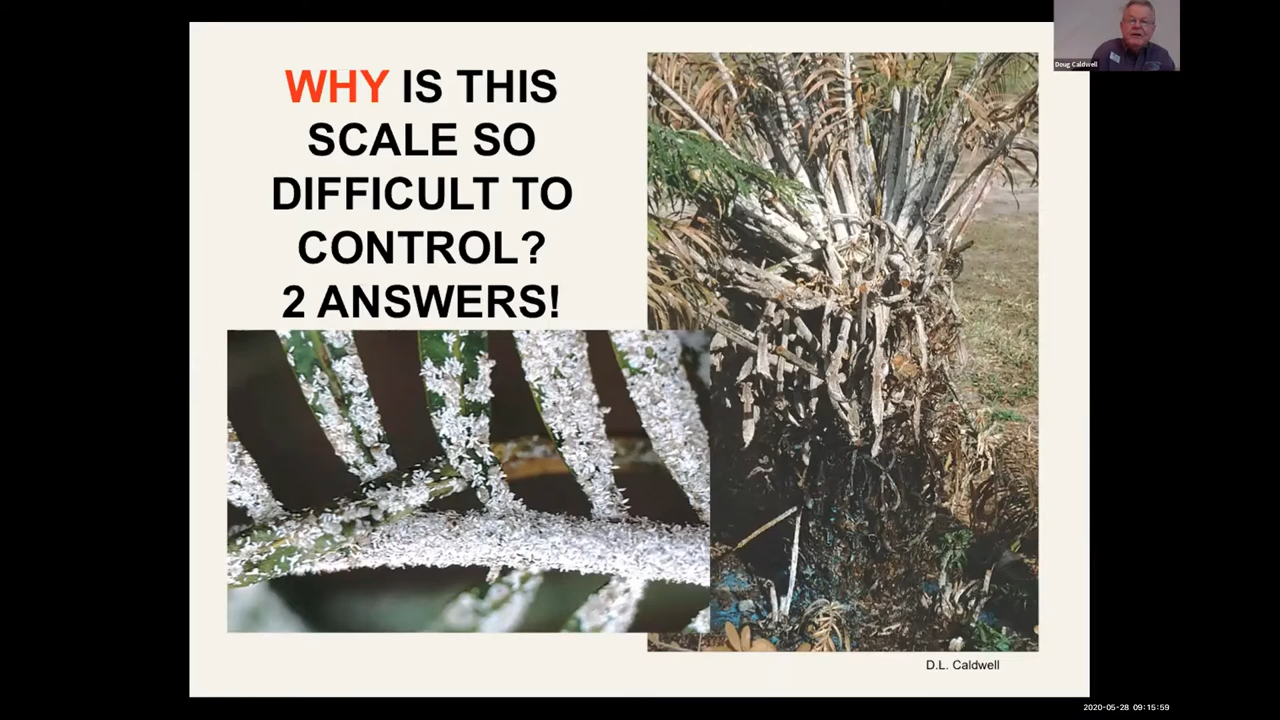 WHY IS THIS
SCALE SO
DIFFICULT TO
CONTROL?
2 ANSWERS!
Doug Caldwell
D.L. Caldwell
2020-05-28 09:15:59